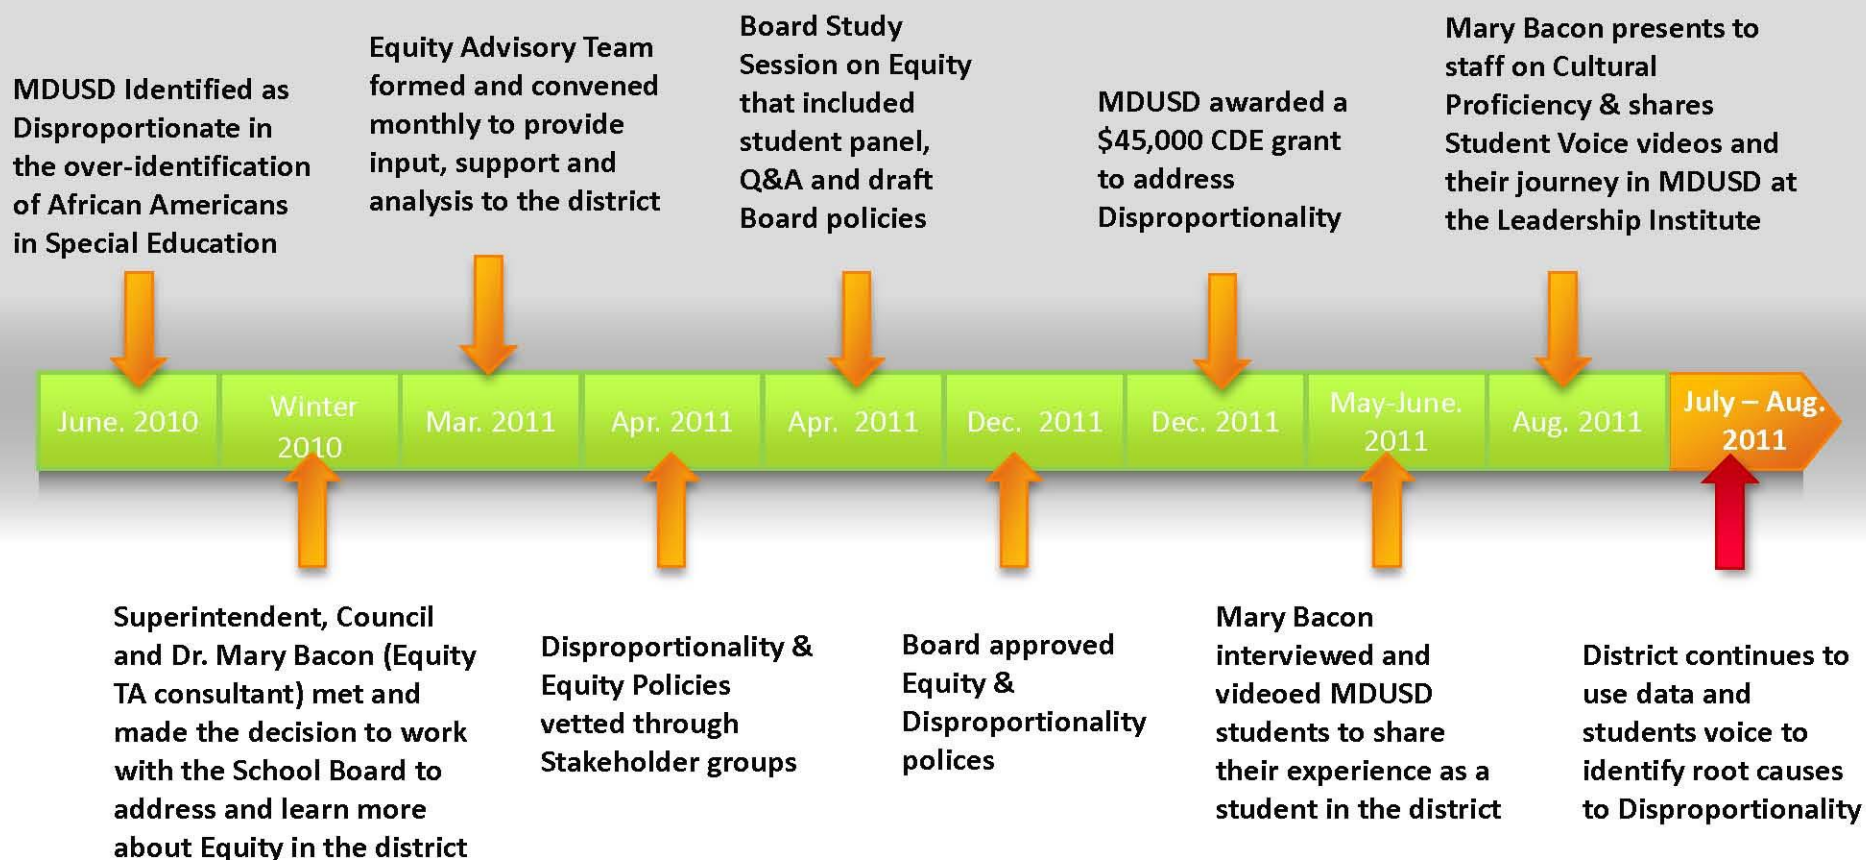 MDUSD Identified as
Disproportionate in
the over-identification
of African Americans
in Special Education
Equity Advisory Team
formed and convened
monthly to provide
input, support and
analysis to the district
Board Study
Session on Equity
that included
student panel,
Q&A and draft
Board policies
MDUSD awarded a
$45,000 CDE grant
to address
Disproportionality
Mary Bacon presents to
staff on Cultural
Proficiency & shares
Student Voice videos and
their journey in MDUSD at
the Leadership Institute
June. 2010
Winter
2010
Mar. 2011
Apr. 2011
Apr. 2011
Dec. 2011
Dec. 2011
May-June.
2011
Aug. 2011
July – Aug.
2011
Superintendent, Council
and Dr. Mary Bacon (Equity
TA consultant) met and
made the decision to work
with the School Board to
address and learn more
about Equity in the district
Disproportionality &
Equity Policies
vetted through
Stakeholder groups
Board approved
Equity &
Disproportionality
polices
Mary Bacon
interviewed and
videoed MDUSD
students to share
their experience as a
student in the district
District continues to
use data and
students voice to
identify root causes
to Disproportionality